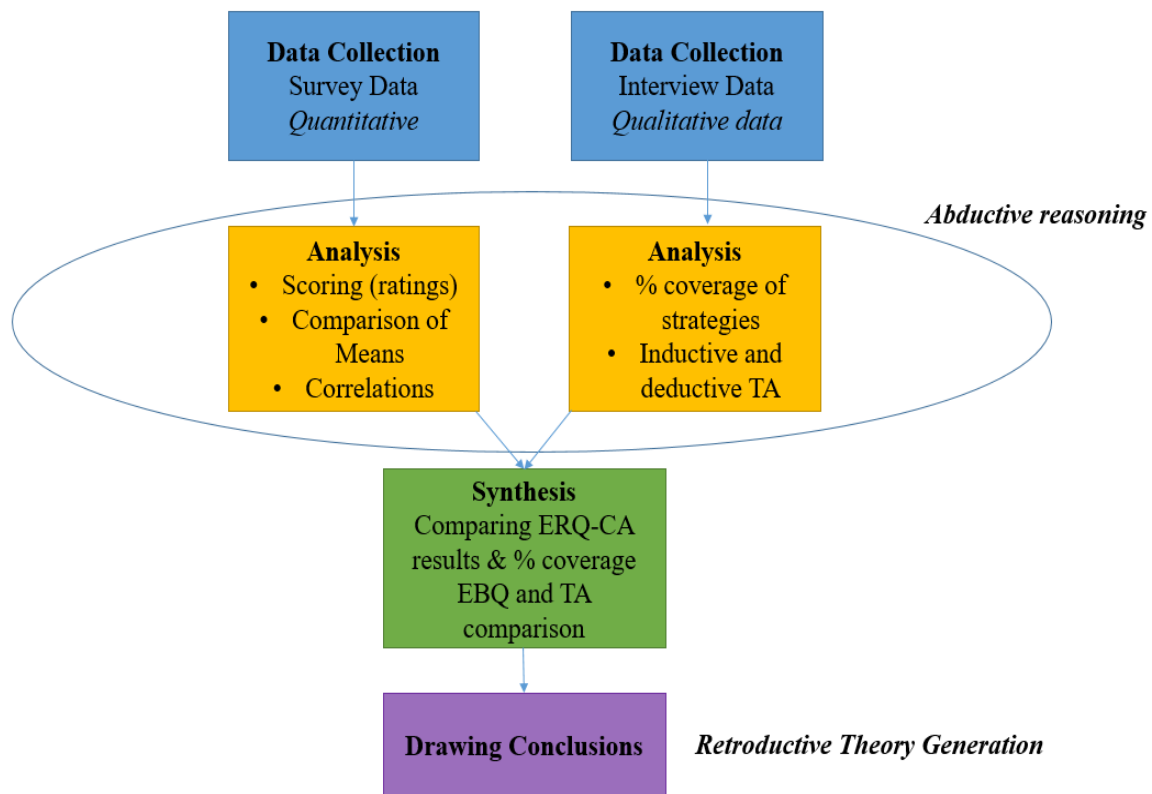 Data Collection
Survey Data
Quantitative
Data Collection
Interview Data
Qualitative data
Abductive reasoning
Analysis
• Scoring (ratings)
• Comparison of
Means
• Correlations
Analysis
• % coverage of
strategies
• Inductive and
deductive TA
Synthesis
Comparing ERQ-CA
results & % coverage
EBQ and TA
comparison
Drawing Conclusions
Retroductive Theory Generation